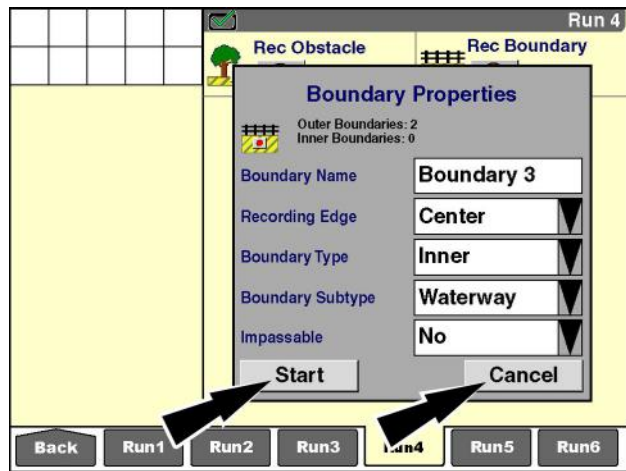 Run 4
Rec Obstacle Rec Boundary
Boundary Properties
Outer Boundaries: 2
Inner Boundaries: 0
Boundary Name Boundary 3
Recording Edge Center
Boundary Type Inner
Boundary Subtype Waterway
Impassable No
Start Cancel
Back Run1 Run2 Run3 Run4 Run5 Run6